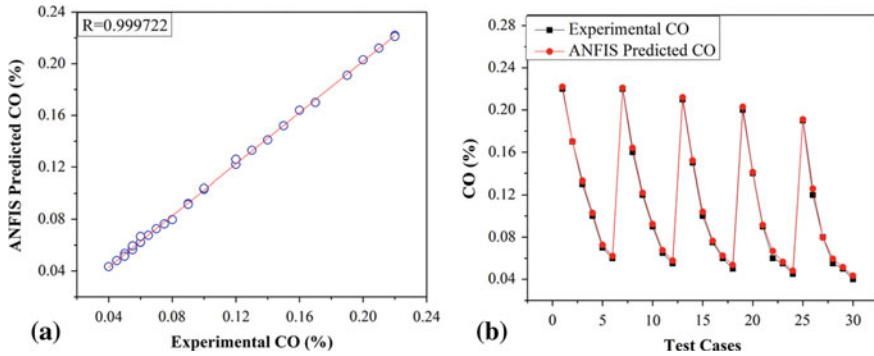 R=0.999722
ANFIS Predicted CO (%)
0.24
0.20
0.16
0.12
0.08
0.04
0.04
0.08
0.12
0.16
0.20
0.24
(a)
Experimental CO (%)
Experimental CO
ANFIS Predicted CO
CO (%)
0.28
0.24
0.20
0.16
0.12
0.08
0.04
0
5
10
15
20
25
30
(b)
Test Cases